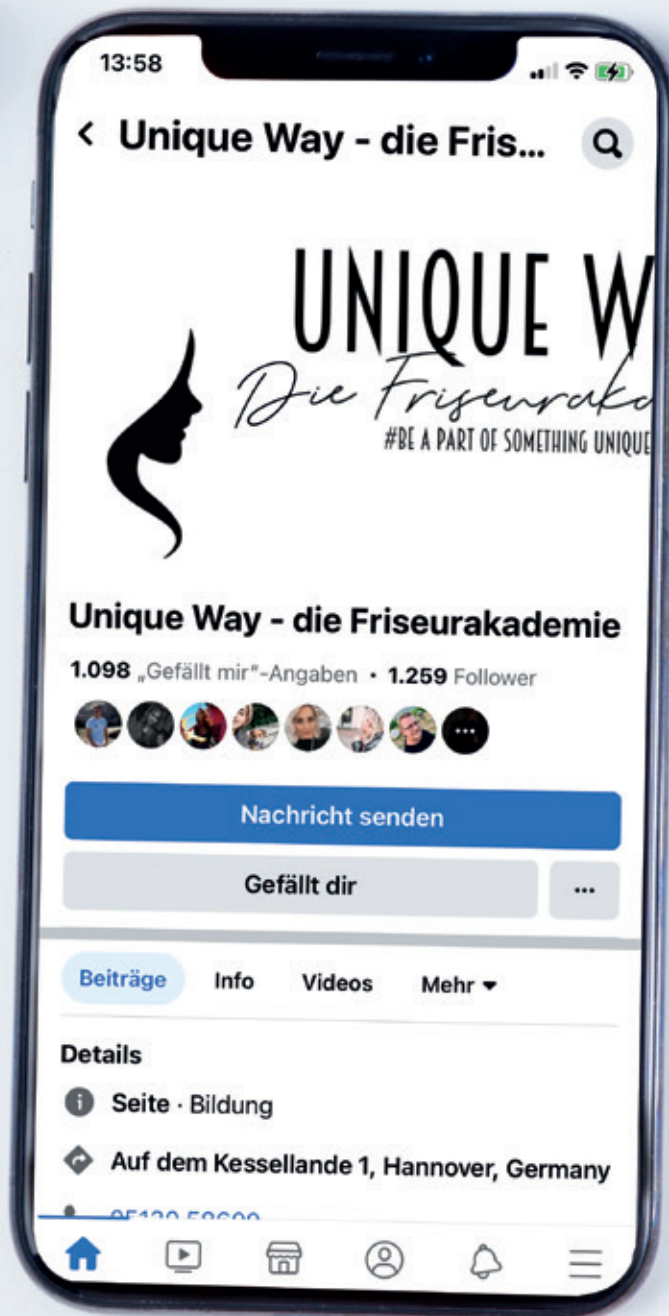 13:58
Unique Way - die Fris...
UNIQUE W
Die Friseurak
#BE A PART OF SOMETHING UNIQUE
Unique Way - die Friseurakademie
1.098 „Gefällt mir"-Angaben · 1.259 Follower
Nachricht senden
Gefällt dir
Beiträge Info Videos Mehr
Details
Seite · Bildung
Auf dem Kessellande 1, Hannover, Germany